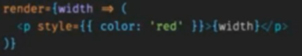 render={width => (
<p style={{ color: 'red' }}>{width}</p>
)}